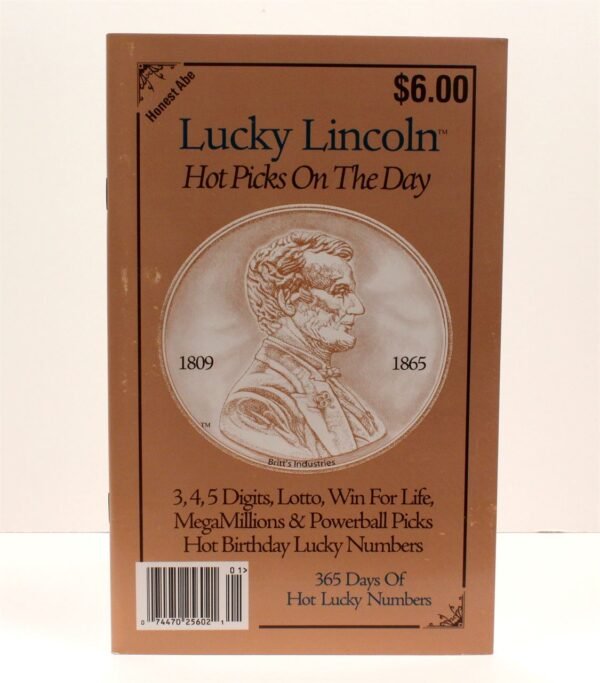 Honest Abe
$6.00
Lucky Lincoln™
Hot Picks On The Day
1809
1865
TM
Britt's Industries
3, 4, 5 Digits, Lotto, Win For Life,
MegaMillions & Powerball Picks
Hot Birthday Lucky Numbers
365 Days Of
Hot Lucky Numbers
0 1>
0 74470 25602 1